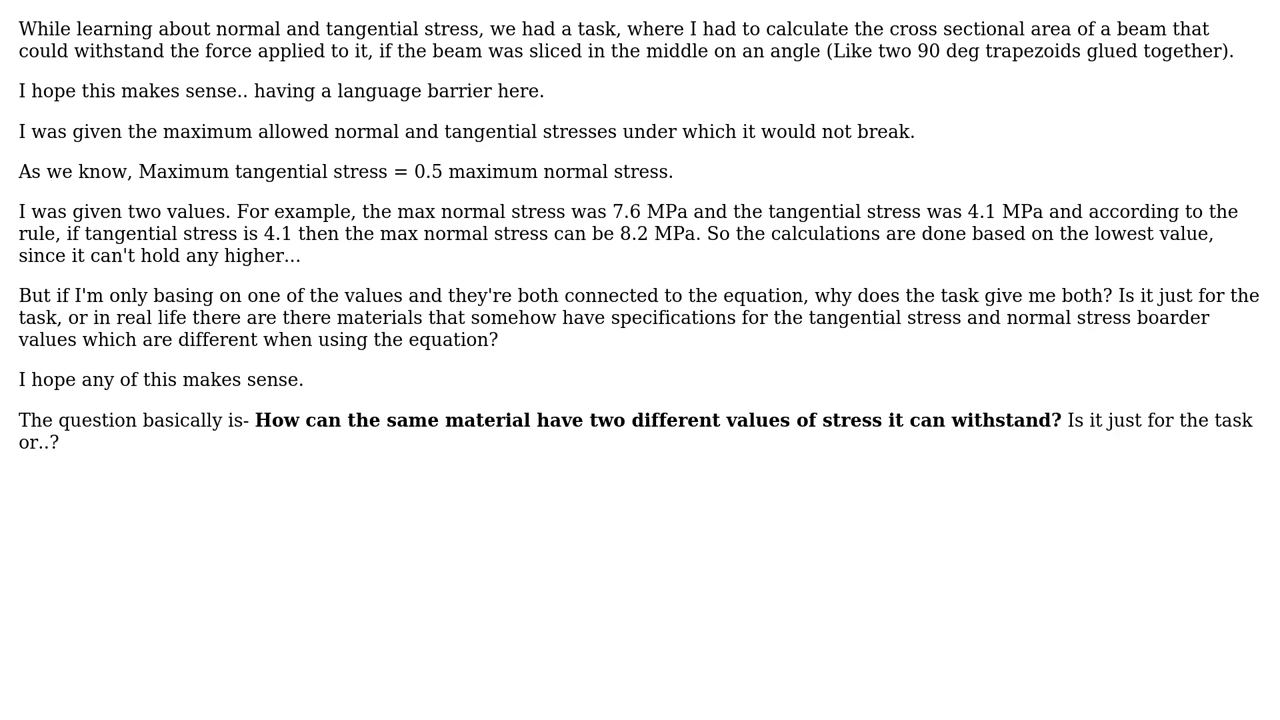 While learning about normal and tangential stress, we had a task, where I had to calculate the cross sectional area of a beam that
could withstand the force applied to it, if the beam was sliced in the middle on an angle (Like two 90 deg trapezoids glued together).
I hope this makes sense.. having a language barrier here.
I was given the maximum allowed normal and tangential stresses under which it would not break.
As we know, Maximum tangential stress = 0.5 maximum normal stress.
I was given two values. For example, the max normal stress was 7.6 MPa and the tangential stress was 4.1 MPa and according to the
rule, if tangential stress is 4.1 then the max normal stress can be 8.2 MPa. So the calculations are done based on the lowest value,
since it can't hold any higher...
But if I'm only basing on one of the values and they're both connected to the equation, why does the task give me both? Is it just for the
task, or in real life there are there materials that somehow have specifications for the tangential stress and normal stress boarder
values which are different when using the equation?
I hope any of this makes sense.
The question basically is- How can the same material have two different values of stress it can withstand? Is it just for the task
or..?